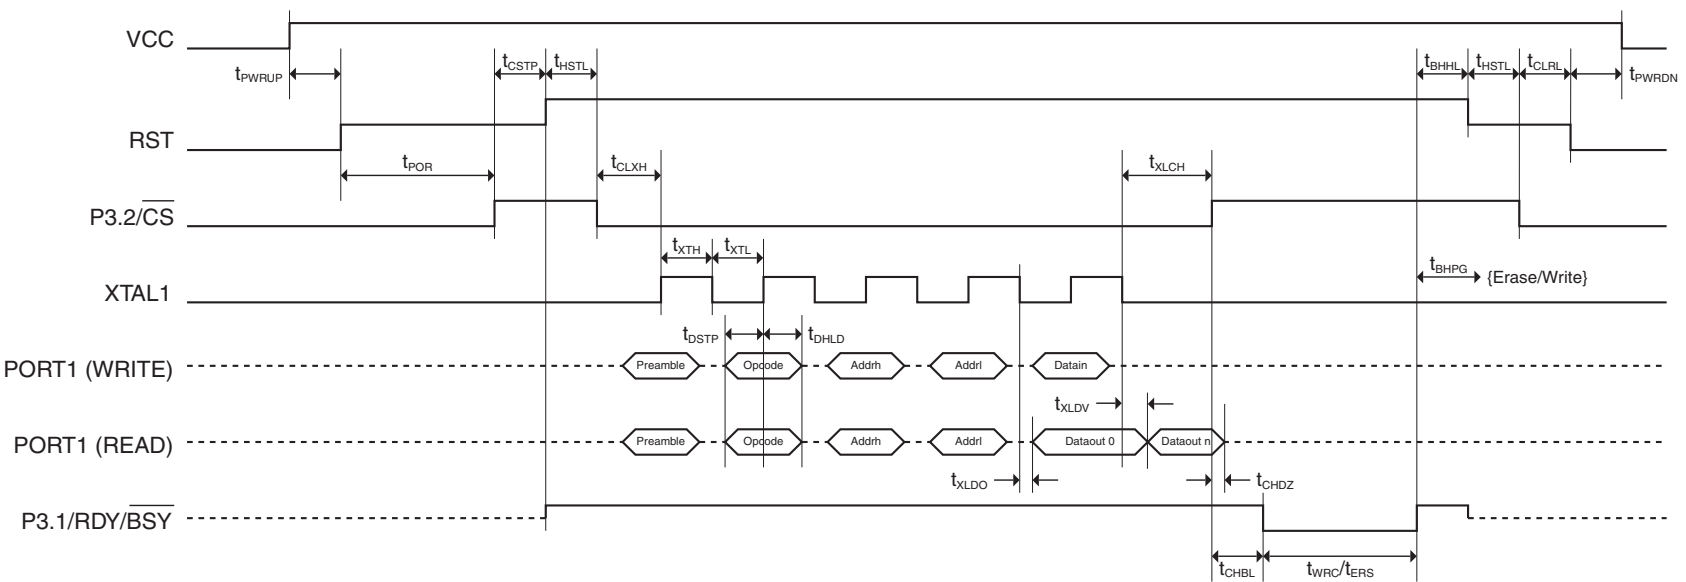 VCC
tPWRUP
tCSTP
tHSTL
tBHHL
tHSTL
tCLRL
tPWRDN
RST
tPOR
tCLXH
tXLCH
P3.2/C̅S̅
tXTH
tXTL
tBHPG
{Erase/Write}
XTAL1
tDSTP
tDHLD
PORT1 (WRITE)
Preamble
Opcode
Addrh
Addrl
Datain
tXLDV
PORT1 (READ)
Preamble
Opcode
Addrh
Addrl
Dataout 0
Dataout n
tXLDO
tCHDZ
P3.1/RDY/B̅S̅Y̅
tCHBL
tWRC/tERS